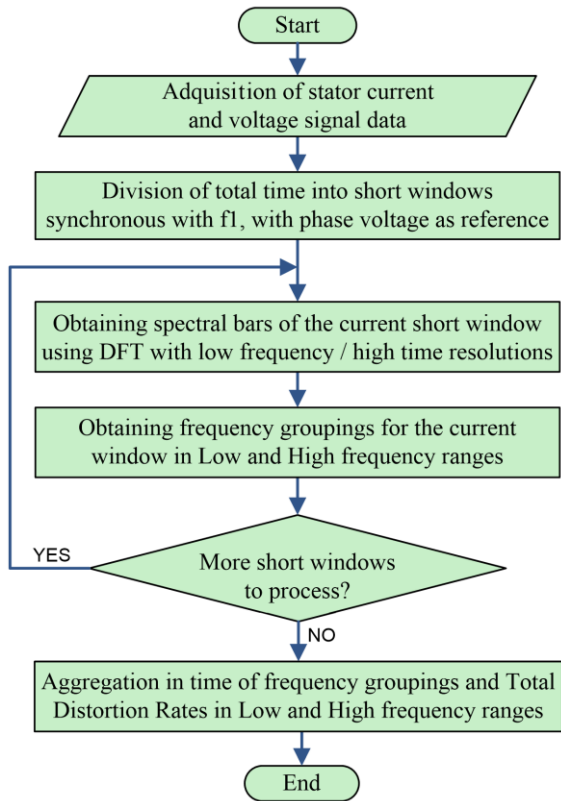 Start
Adquisition of stator current
and voltage signal data
Division of total time into short windows
synchronous with f1, with phase voltage as reference
Obtaining spectral bars of the current short window
using DFT with low frequency / high time resolutions
Obtaining frequency groupings for the current
window in Low and High frequency ranges
YES
More short windows
to process?
NO
Aggregation in time of frequency groupings and Total
Distortion Rates in Low and High frequency ranges
End